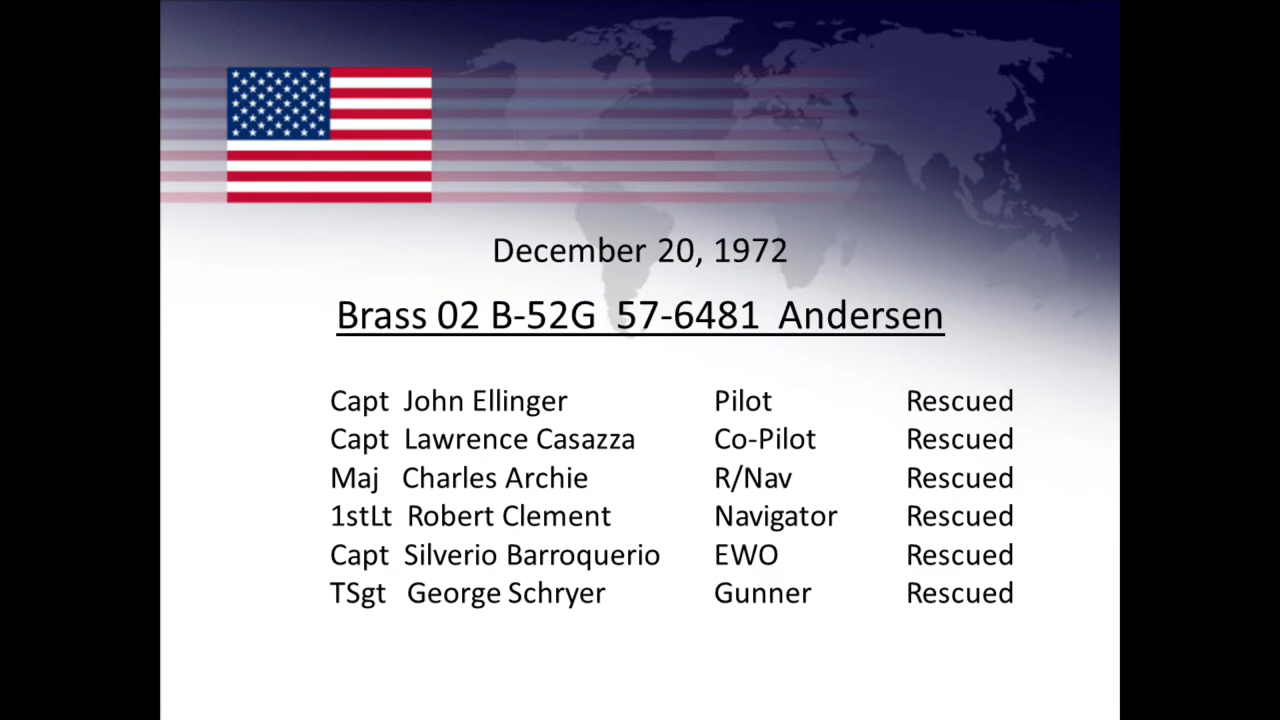 December 20, 1972
Brass 02 B-52G 57-6481 Andersen
Capt John Ellinger Pilot Rescued
Capt Lawrence Casazza Co-Pilot Rescued
Maj Charles Archie R/Nav Rescued
1stLt Robert Clement Navigator Rescued
Capt Silverio Barroquerio EWO Rescued
TSgt George Schryer Gunner Rescued